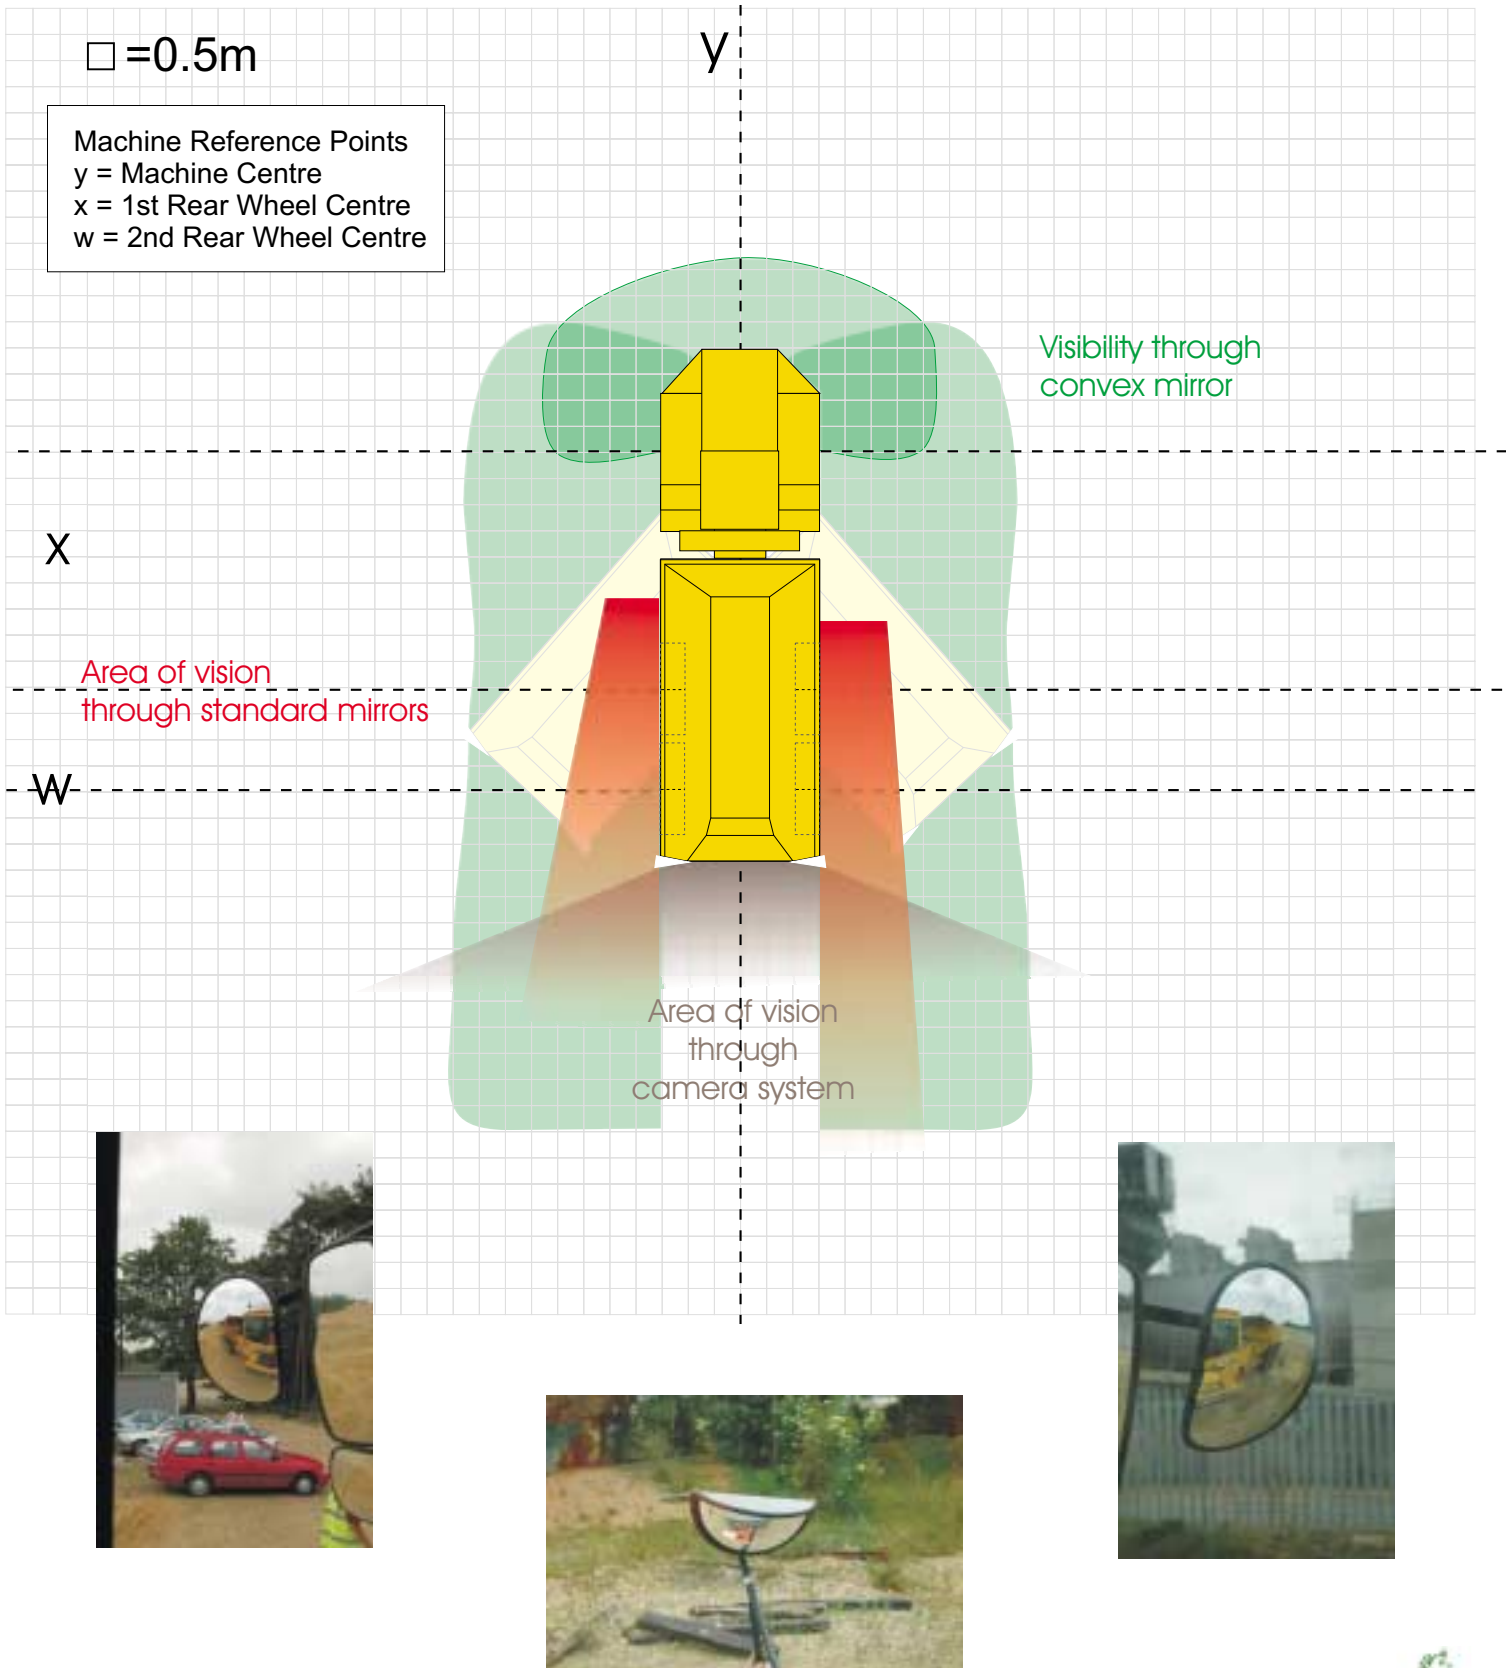 □ =0.5m
y
Machine Reference Points
y = Machine Centre
x = 1st Rear Wheel Centre
w = 2nd Rear Wheel Centre
Visibility through
convex mirror
x
Area of vision
through standard mirrors
w
Area of vision
through
camera system